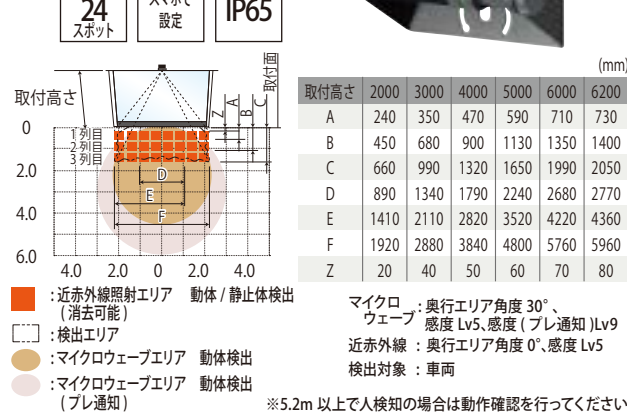 24
スポット
スマホで
設定
IP65
(mm)
取付高さ 2000 3000 4000 5000 6000 6200
A 240 350 470 590 710 730
B 450 680 900 1130 1350 1400
C 660 990 1320 1650 1990 2050
D 890 1340 1790 2240 2680 2770
E 1410 2110 2820 3520 4220 4360
F 1920 2880 3840 4800 5760 5960
Z 20 40 50 60 70 80
取付高さ
取付面
Z A B C
0
1列目
2列目
3列目
2.0
4.0
6.0
D
E
F
4.0 2.0 0 2.0 4.0
:近赤外線照射エリア 動体 / 静止体検出
(消去可能)
:検出エリア
:マイクロウェーブエリア 動体検出
:マイクロウェーブエリア 動体検出
(プレ通知)
マイクロ
ウェーブ :奥行エリア角度 30°、
感度 Lv5、感度 ( プレ通知 )Lv9
近赤外線 :奥行エリア角度 0°、感度 Lv5
検出対象 :車両
※5.2m 以上で人検知の場合は動作確認を行ってください